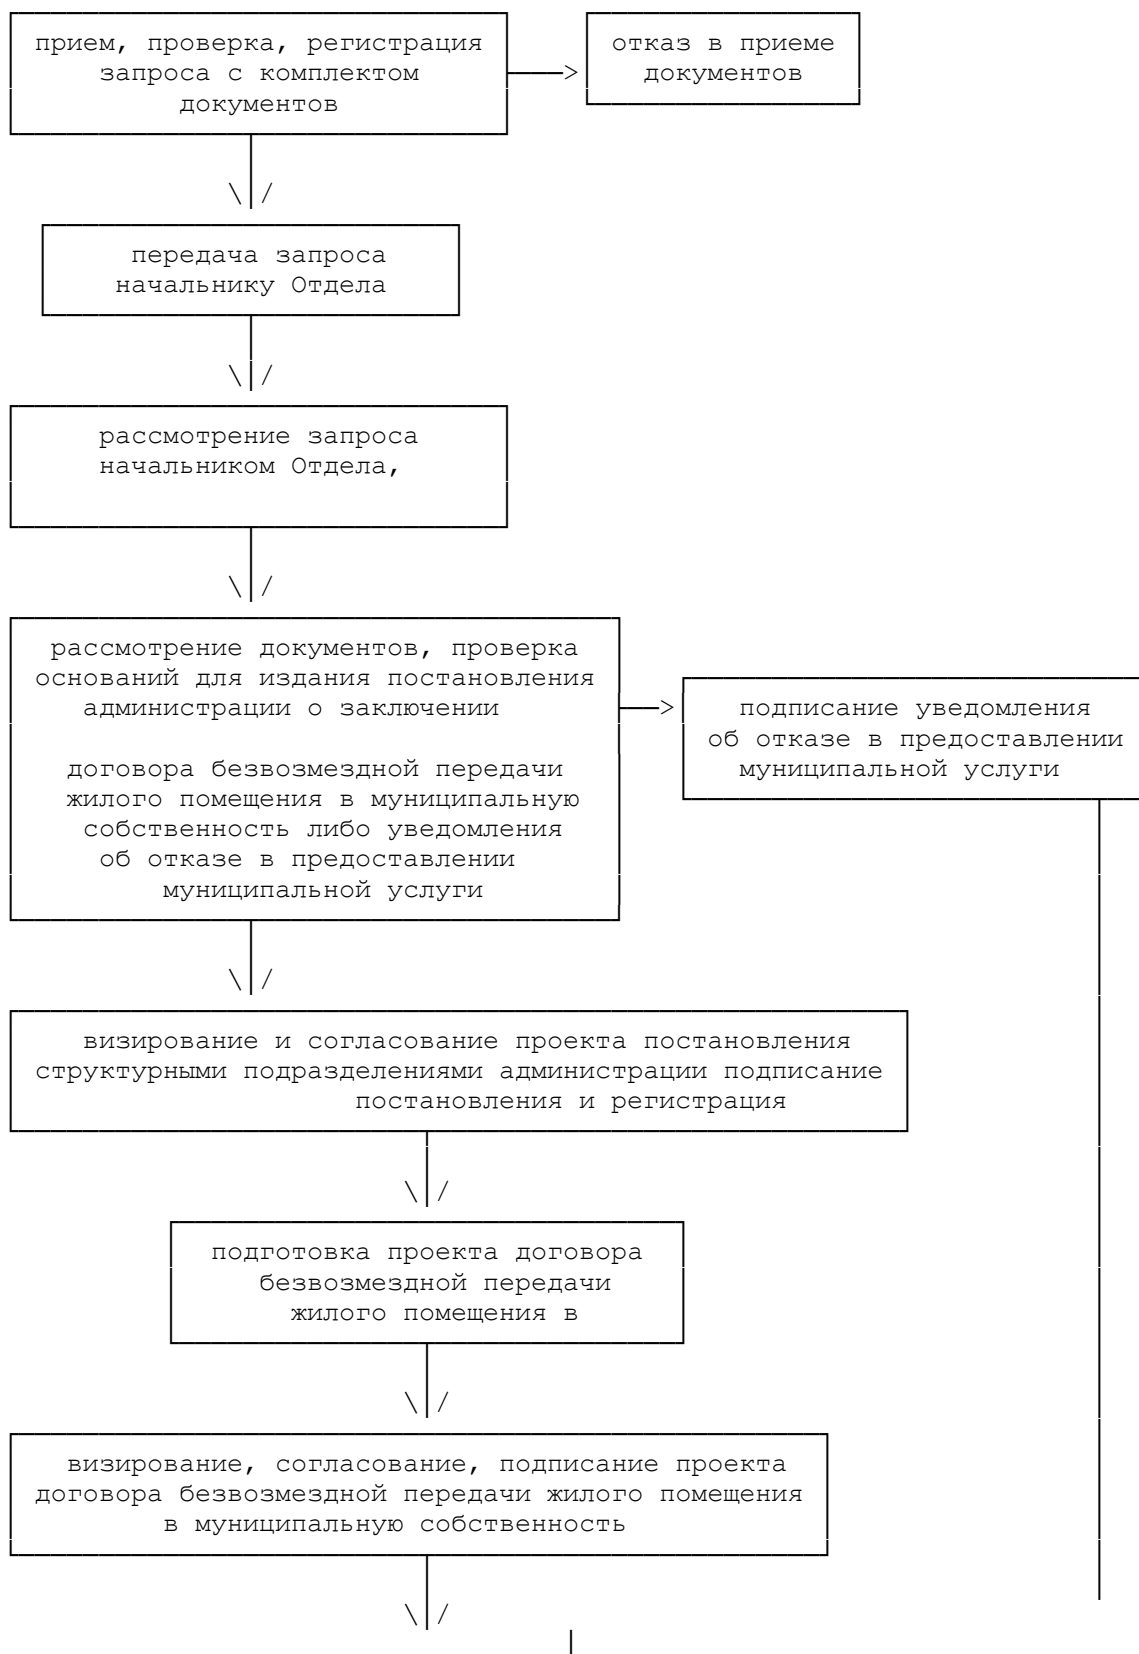 прием, проверка, регистрация
запроса с комплектом
документов
отказ в приеме
документов
передача запроса
начальнику Отдела
рассмотрение запроса
начальником Отдела,
рассмотрение документов, проверка
оснований для издания постановления
администрации о заключении
договора безвозмездной передачи
жилого помещения в муниципальную
собственность либо уведомления
об отказе в предоставлении
муниципальной услуги
подписание уведомления
об отказе в предоставлении
муниципальной услуги
визирование и согласование проекта постановления
структурными подразделениями администрации подписание
постановления и регистрация
подготовка проекта договора
безвозмездной передачи
жилого помещения в
визирование, согласование, подписание проекта
договора безвозмездной передачи жилого помещения
в муниципальную собственность